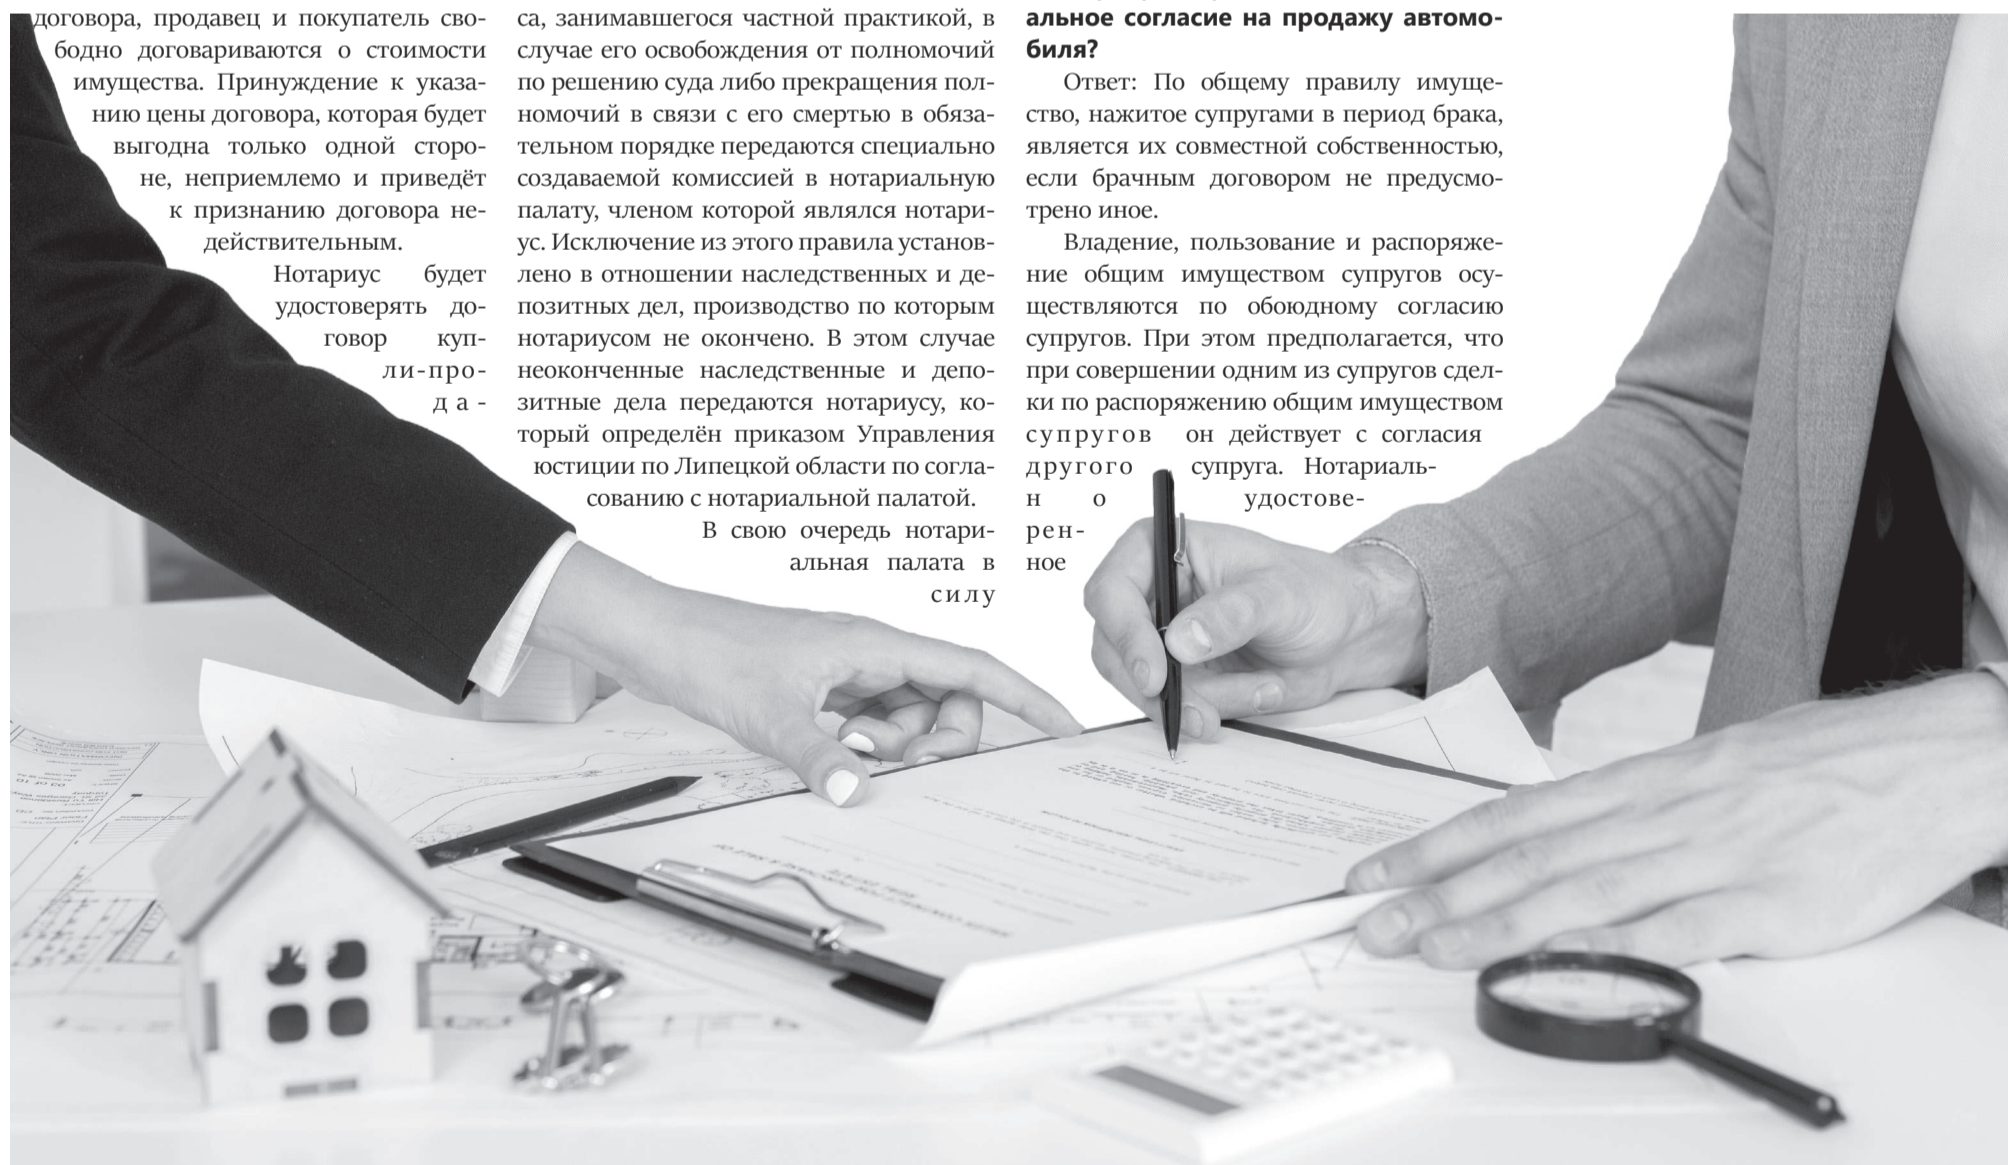 договора, продавец и покупатель сво-
бодно договариваются о стоимости
имущества. Принуждение к указа-
нию цены договора, которая будет
выгодна только одной сторо-
не, неприемлемо и приведёт
к признанию договора не-
действительным.
Нотариус будет
удостоверять до-
говор куп-
ли-про-
да-
са, занимавшегося частной практикой, в
случае его освобождения от полномочий
по решению суда либо прекращения пол-
номочий в связи с его смертью в обяза-
тельном порядке передаются специально
создаваемой комиссией в нотариальную
палату, членом которой являлся нотари-
ус. Исключение из этого правила установ-
лено в отношении наследственных и де-
позитных дел, производство по которым
нотариусом не окончено. В этом случае
неоконченные наследственные и депо-
зитные дела передаются нотариусу, ко-
торый определён приказом Управления
юстиции по Липецкой области по согла-
сованию с нотариальной палатой.
В свою очередь нотари-
альная палата в
силу
альное согласие на продажу автомо-
биля?
Ответ: По общему правилу имуще-
ство, нажитое супругами в период брака,
является их совместной собственностью,
если брачным договором не предусмо-
трено иное.
Владение, пользование и распоряже-
ние общим имуществом супругов осу-
ществляются по обоюдному согласию
супругов. При этом предполагается, что
при совершении одним из супругов сдел-
ки по распоряжению общим имуществом
супругов он действует с согласия
другого супруга. Нотариаль-
но удостове-
рен-
ное